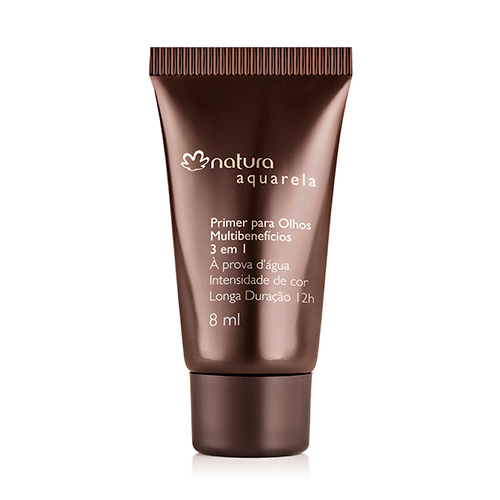 natura
aquarela
Primer para Olhos
Multibenefícios
3 em 1
À prova d'água
Intensidade de cor
Longa Duração 12h
8 ml